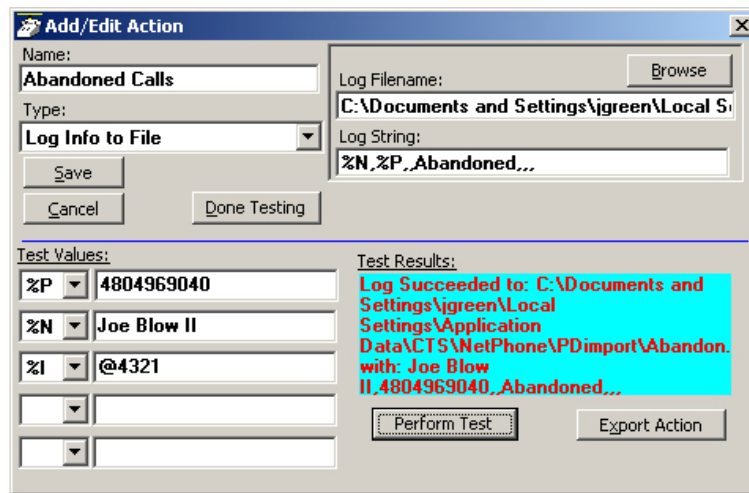 Add/Edit Action
Name:
Abandoned Calls
Type:
Log Info to File
Save
Cancel
Done Testing
Browse
Log Filename:
C:\Documents and Settings\jgreen\Local S
Log String:
%N,%P,,Abandoned,,,
Test Values:
%P 4804969040
%N Joe Blow II
%I @4321
Test Results:
Log Succeeded to: C:\Documents and
Settings\jgreen\Local
Settings\Application
Data\CTS\NetPhone\PDimport\Abandon.
with: Joe Blow
II,4804969040,,Abandoned,,,
Perform Test
Export Action